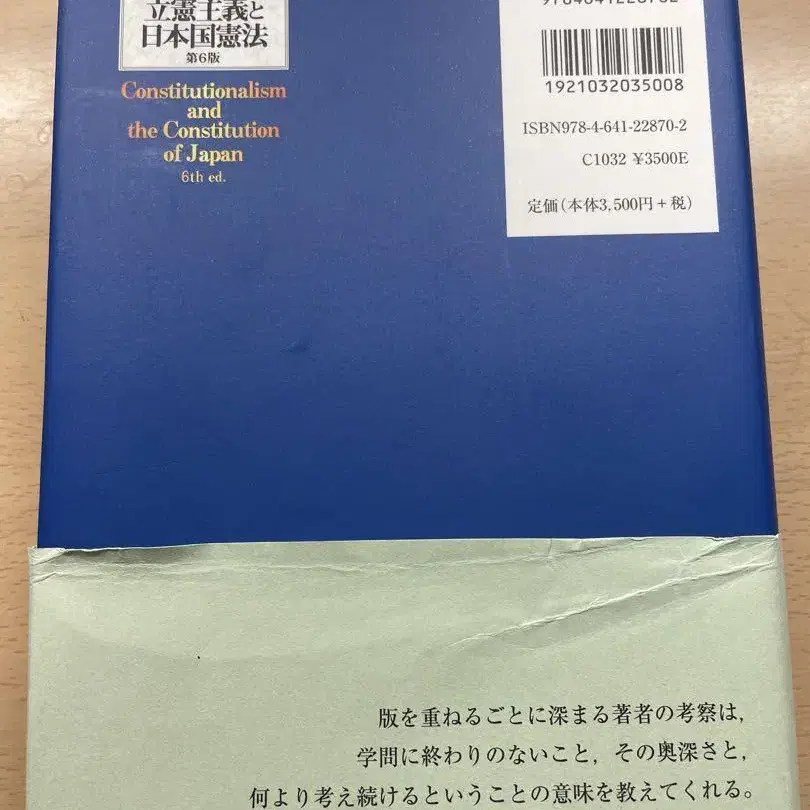 立憲主義と
日本国憲法
第6版
Constitutionalism
and
the Constitution
of Japan
6th ed.
1921032035008
ISBN978-4-641-22870-2
C1032 ¥3500E
定価(本体3,500円+税)
版を重ねるごとに深まる著者の考察は,
学問に終わりのないこと, その奥深さと,
何より考え続けるということの意味を教えてくれる。